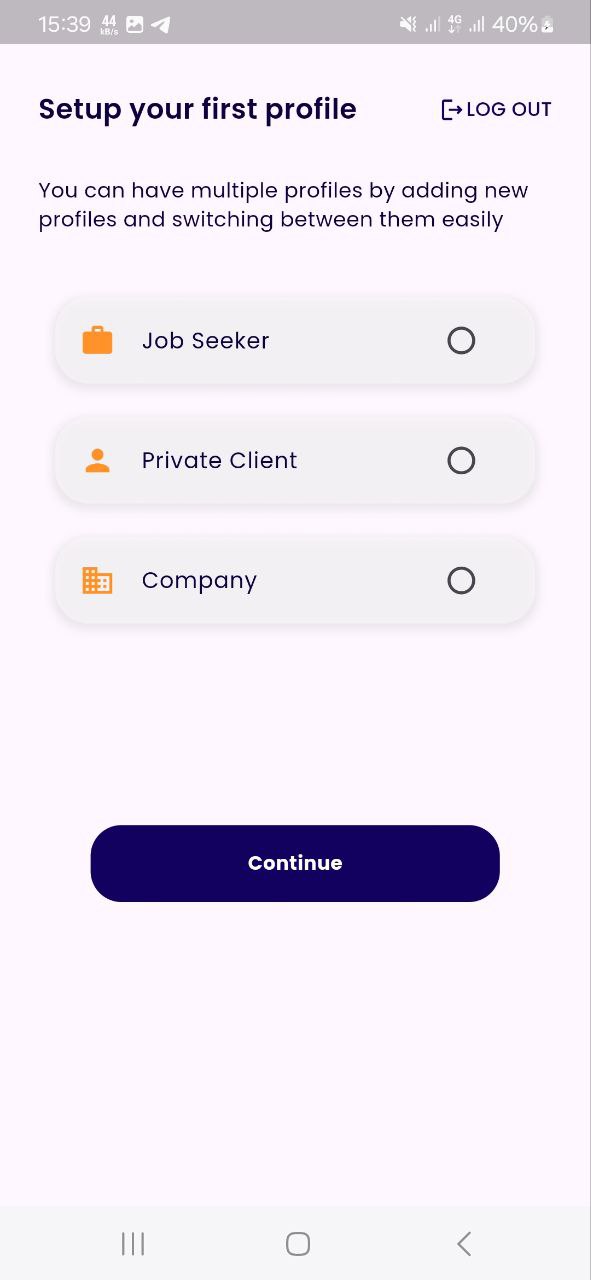 15:39 44 kB/s 4G 40%
Setup your first profile
LOG OUT
You can have multiple profiles by adding new
profiles and switching between them easily
Job Seeker
Private Client
Company
Continue